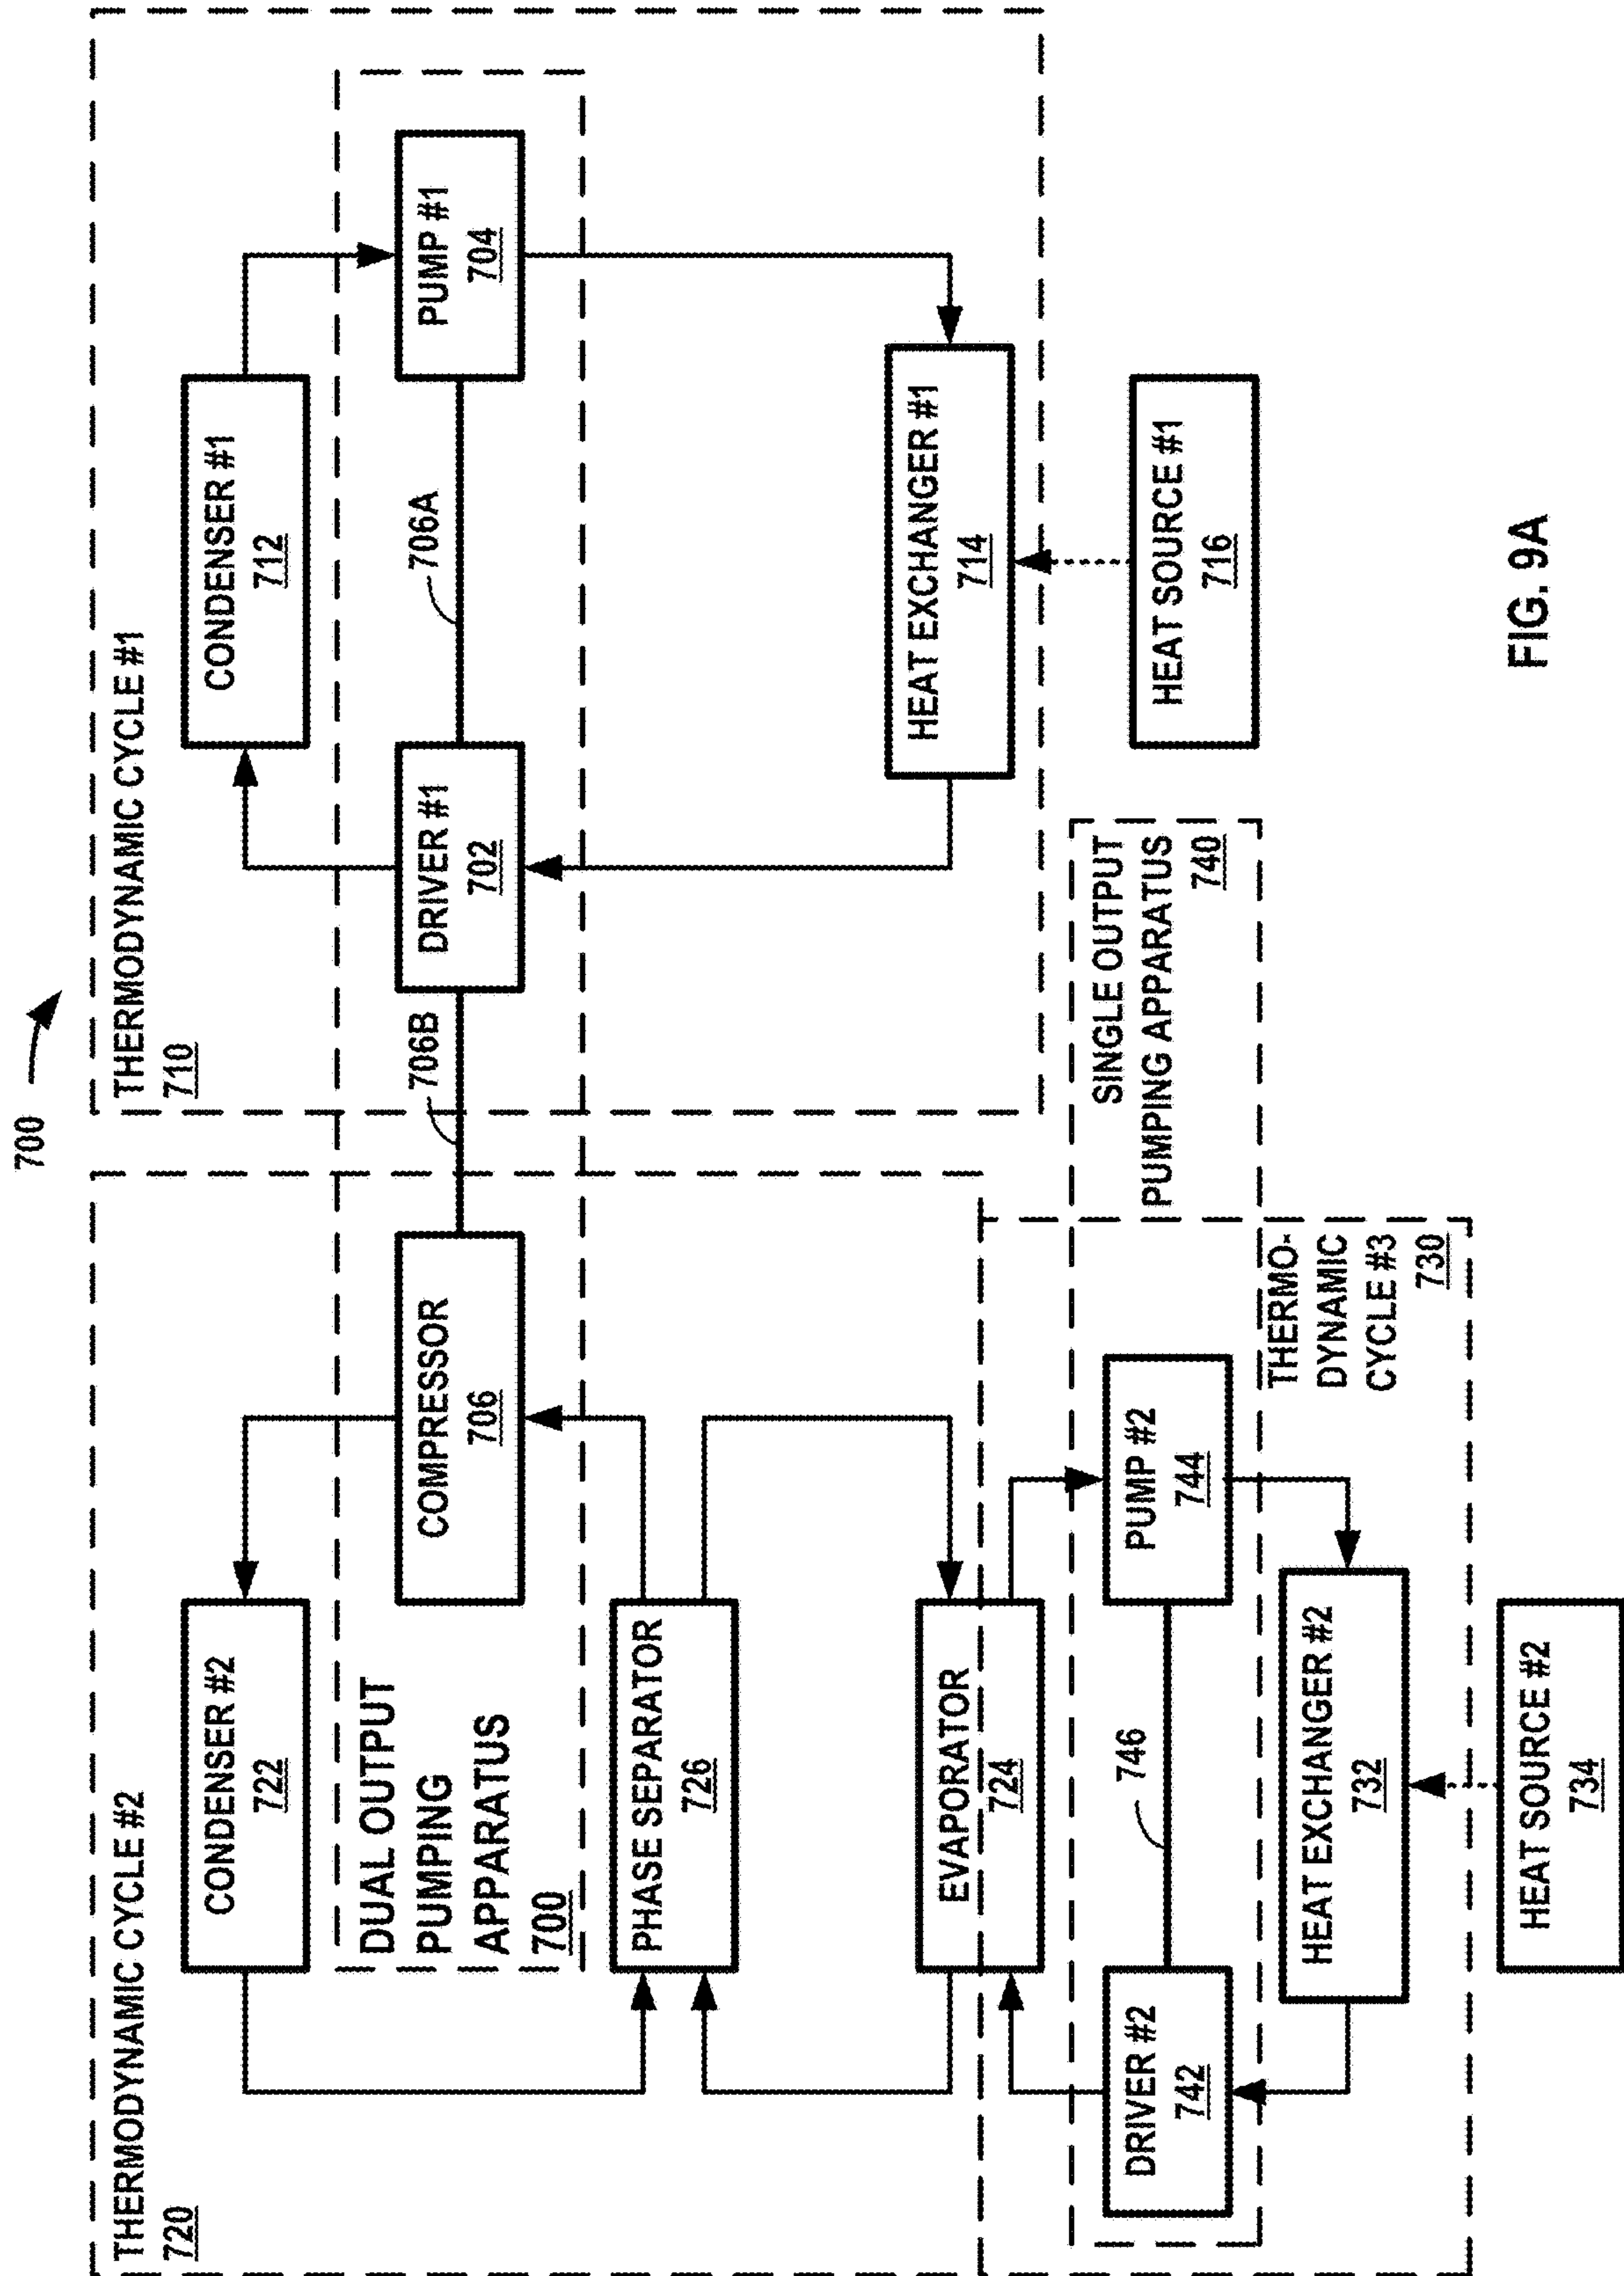 700
THERMODYNAMIC CYCLE #2
720
CONDENSER #2
722
DUAL OUTPUT
PUMPING
APPARATUS
700
COMPRESSOR
706
706B
PHASE SEPARATOR
726
EVAPORATOR
724
THERMODYNAMIC CYCLE #1
710
CONDENSER #1
712
DRIVER #1
702
706A
PUMP #1
704
HEAT EXCHANGER #1
714
HEAT SOURCE #1
716
SINGLE OUTPUT
PUMPING APPARATUS
740
DRIVER #2
742
746
PUMP #2
744
THERMO-
DYNAMIC
CYCLE #3
730
HEAT EXCHANGER #2
732
HEAT SOURCE #2
734
FIG. 9A